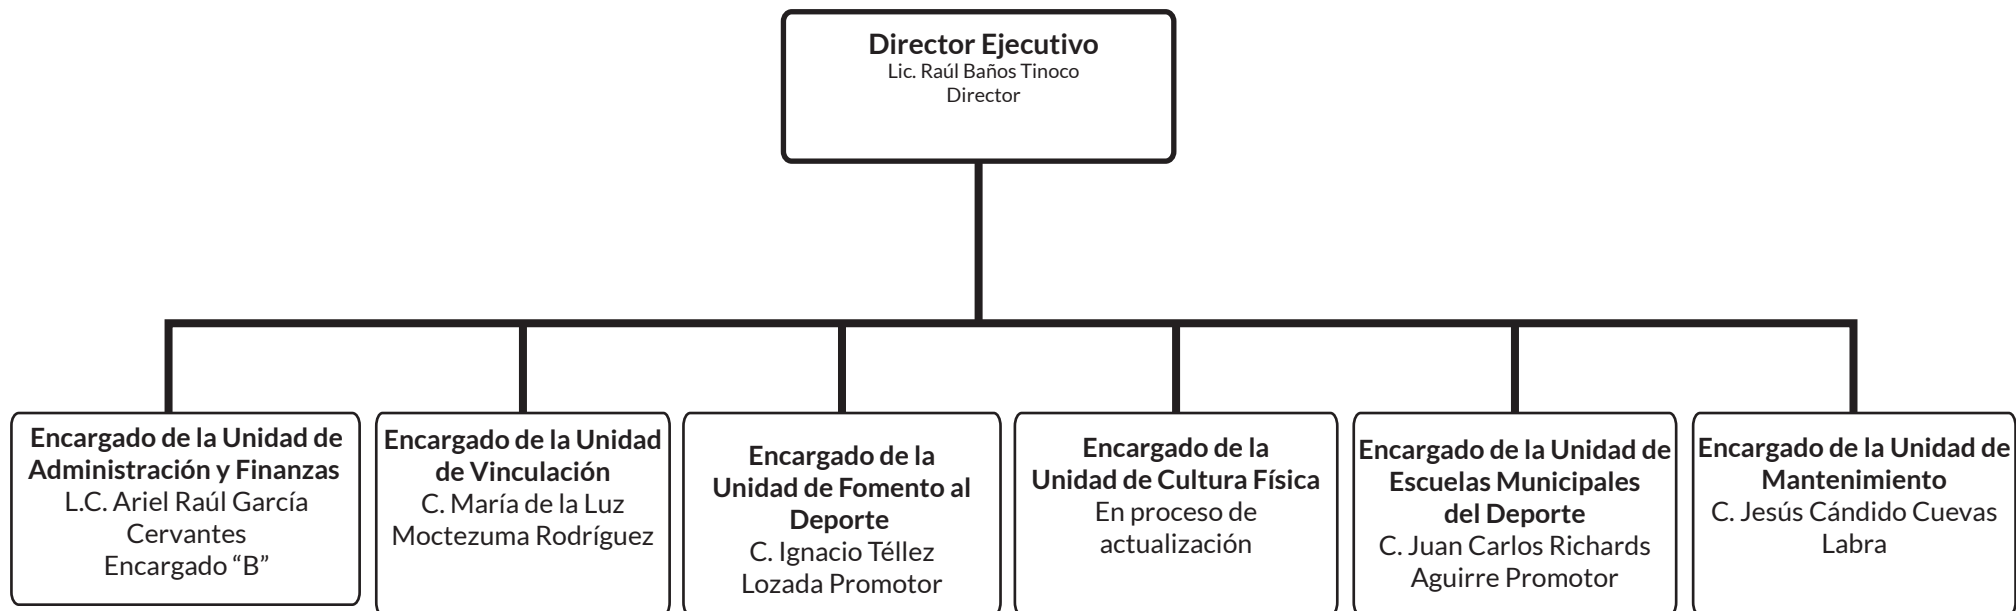 Director Ejecutivo
Lic. Raúl Baños Tinoco
Director
Encargado de la Unidad de
Administración y Finanzas
L.C. Ariel Raúl García
Cervantes
Encargado “B”
Encargado de la Unidad
de Vinculación
C. María de la Luz
Moctezuma Rodríguez
Encargado de la
Unidad de Fomento al
Deporte
C. Ignacio Téllez
Lozada Promotor
Encargado de la
Unidad de Cultura Física
En proceso de
actualización
Encargado de la Unidad de
Escuelas Municipales
del Deporte
C. Juan Carlos Richards
Aguirre Promotor
Encargado de la Unidad de
Mantenimiento
C. Jesús Cándido Cuevas
Labra